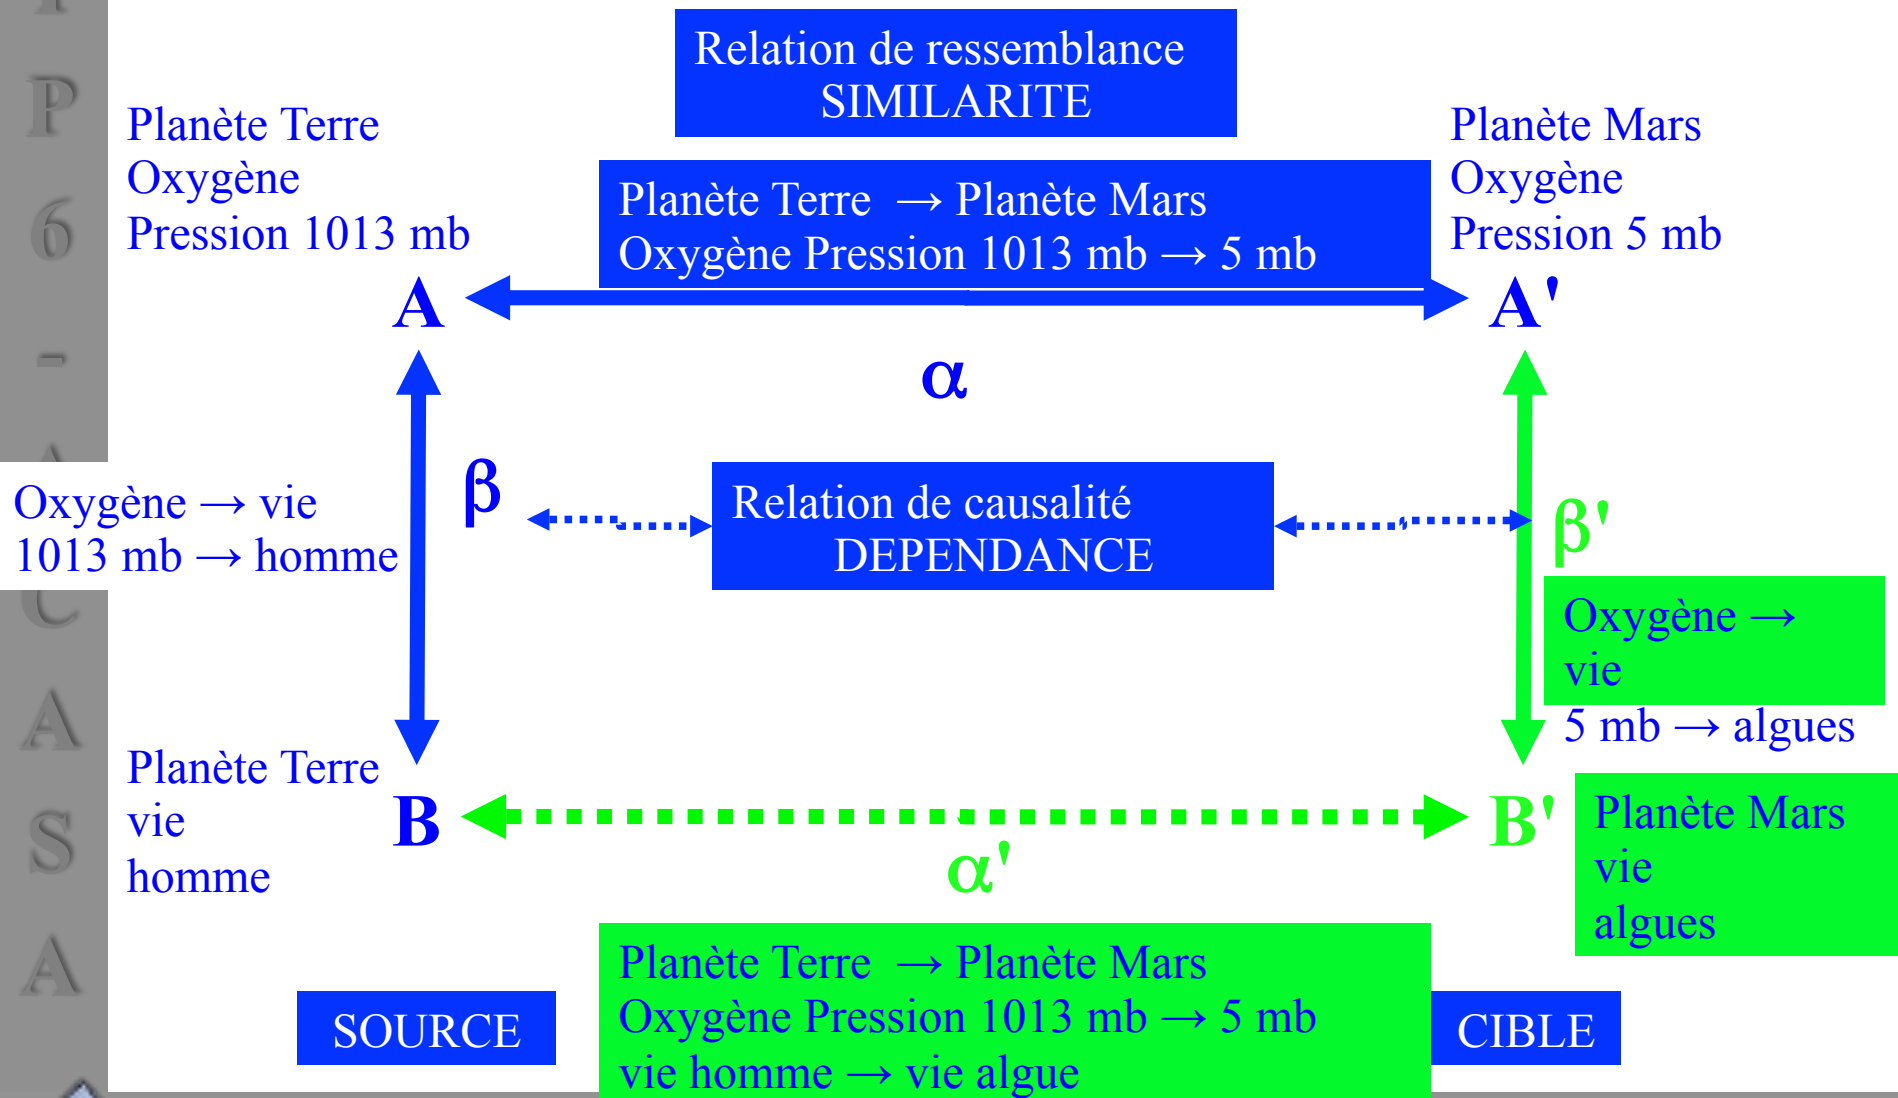 Relation de ressemblance
SIMILARITE
Planète Terre
Oxygène
Pression 1013 mb
Planète Terre → Planète Mars
Oxygène Pression 1013 mb → 5 mb
Planète Mars
Oxygène
Pression 5 mb
A
A'
α
β
Oxygène → vie
1013 mb → homme
Relation de causalité
DEPENDANCE
β'
Oxygène →
vie
5 mb → algues
Planète Terre
vie
homme
B
B'
Planète Mars
vie
algues
α'
Planète Terre → Planète Mars
Oxygène Pression 1013 mb → 5 mb
vie homme → vie algue
SOURCE
CIBLE
P
6
-
C
A
S
A